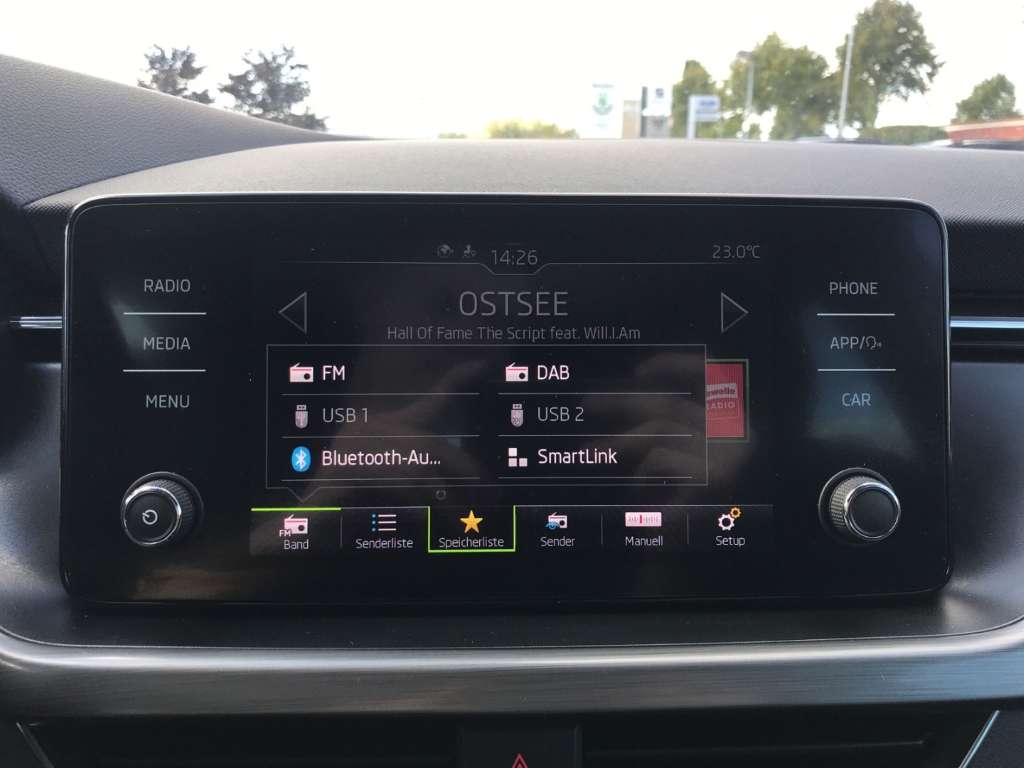 14:26
23.0°C
RADIO
MEDIA
MENU
OSTSEE
Hall Of Fame The Script feat. Will.I.Am
PHONE
APP/
CAR
FM
DAB
USB 1
USB 2
Bluetooth-Au...
SmartLink
RADIO
FM
Band
Senderliste
Speicherliste
Sender
Manuell
Setup